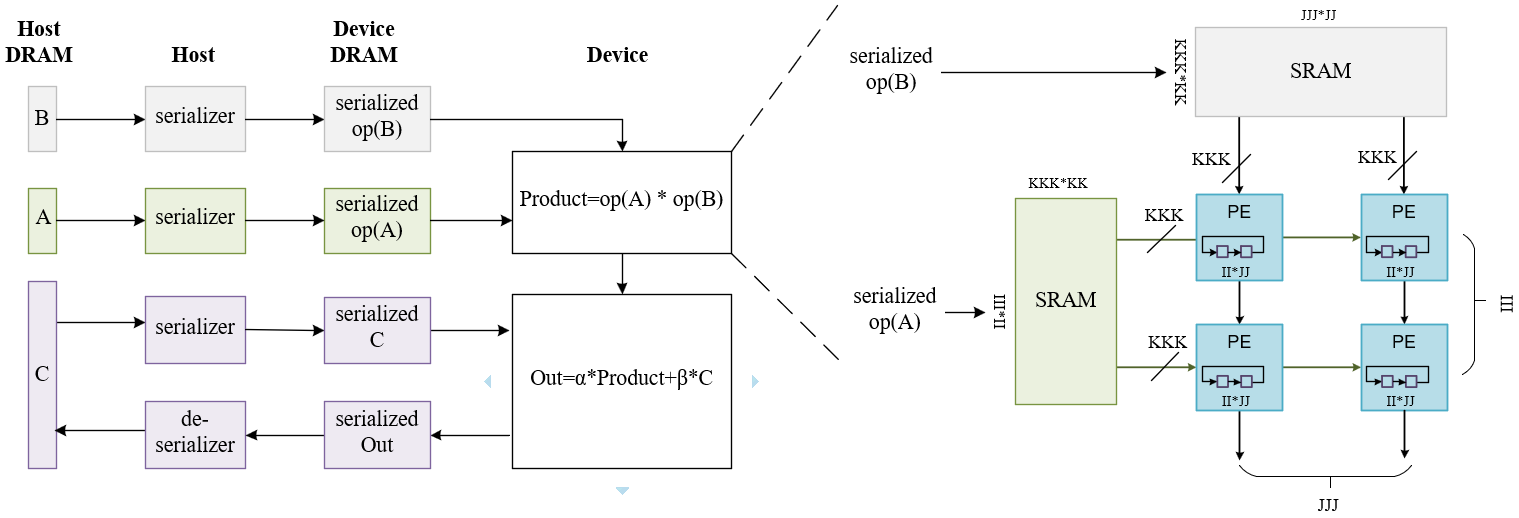 Host
DRAM
Host
Device
DRAM
Device
B
serializer
serialized
op(B)
A
serializer
serialized
op(A)
Product=op(A) * op(B)
C
serializer
serialized
C
Out=α*Product+β*C
de-
serializer
serialized
Out
JJJ*JJ
serialized
op(B)
KKK*KK
SRAM
KKK
KKK
KKK*KK
serialized
op(A)
II*III
SRAM
KKK
KKK
PE
II*JJ
PE
II*JJ
PE
II*JJ
PE
II*JJ
III
JJJ